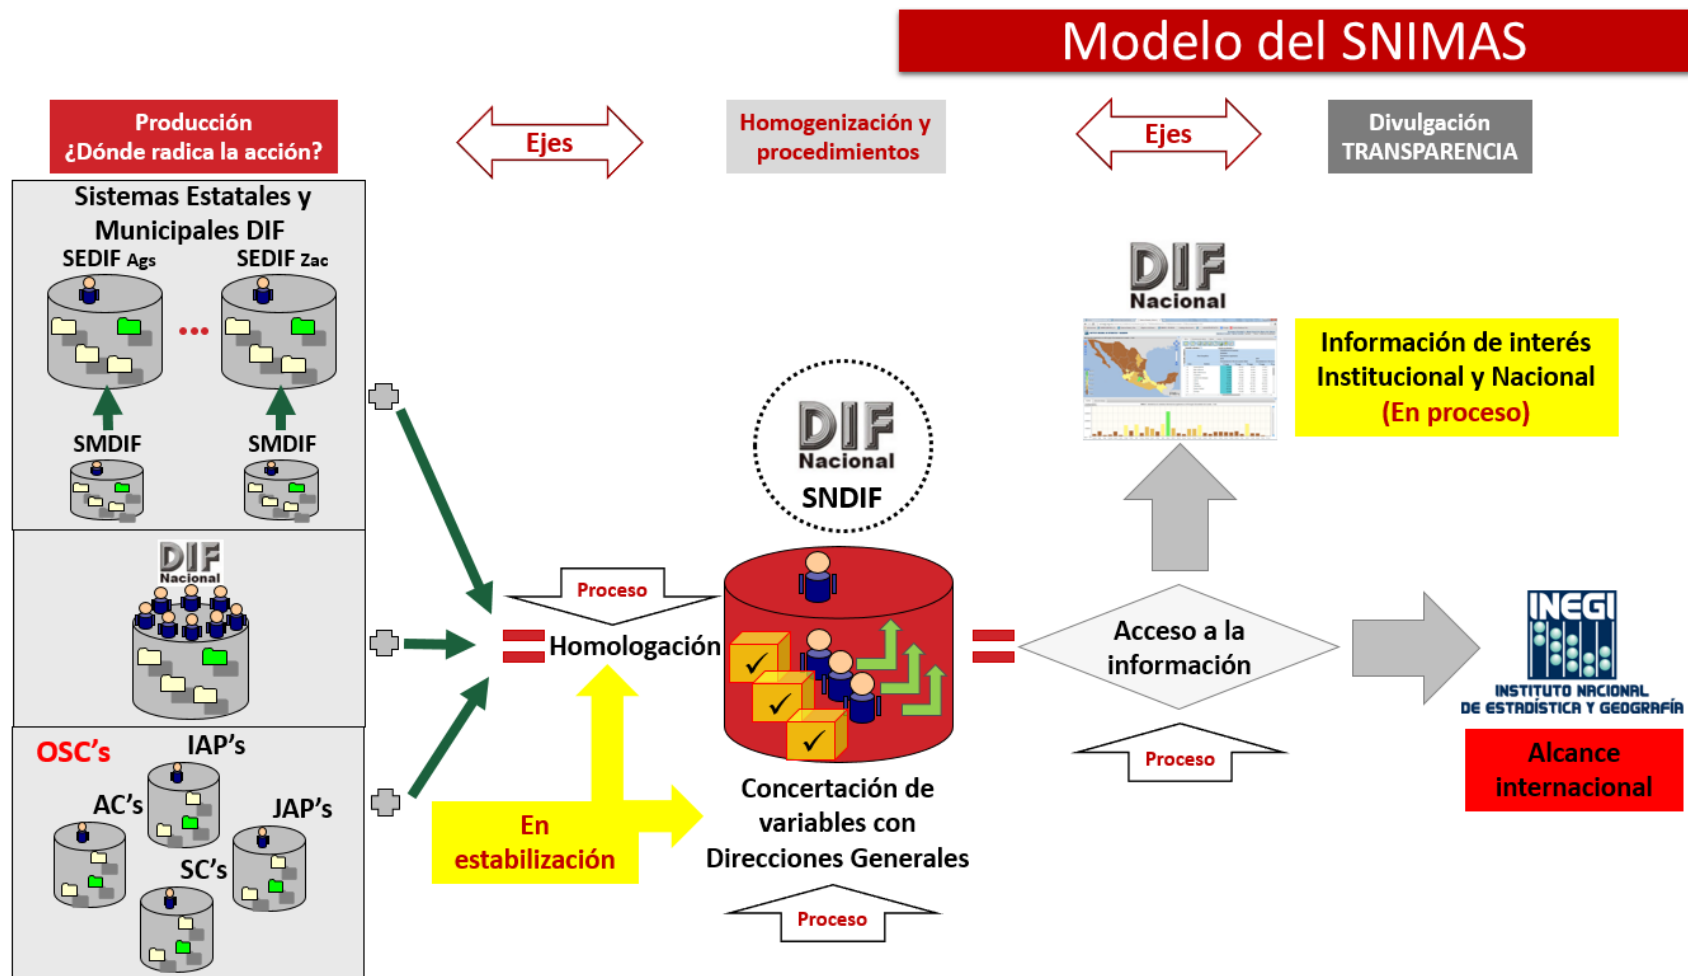 Modelo del SNIMAS
Producción
¿Dónde radica la acción?
Ejes
Homogenización y
procedimientos
Ejes
Divulgación
TRANSPARENCIA
Sistemas Estatales y
Municipales DIF
SEDIF Ags
SEDIF Zac
SMDIF
SMDIF
DIF
Nacional
OSC's
IAP's
AC's
JAP's
SC's
Proceso
Homologación
En
estabilización
DIF
Nacional
SNDIF
Concertación de
variables con
Direcciones Generales
Proceso
DIF
Nacional
Información de interés
Institucional y Nacional
(En proceso)
Acceso a la
información
Proceso
INEGI
INSTITUTO NACIONAL
DE ESTADÍSTICA Y GEOGRAFÍA
Alcance
internacional